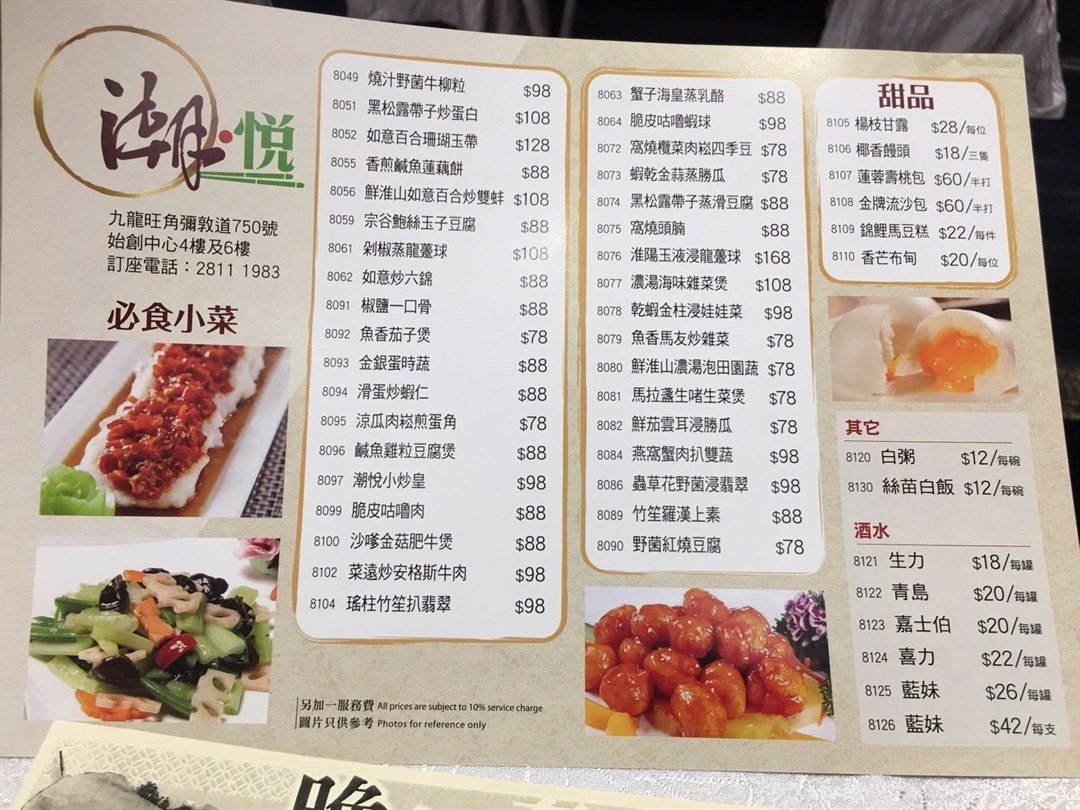 潮·悅
九龍旺角彌敦道750號
始創中心4樓及6樓
訂座電話：2811 1983
必食小菜
8049 燒汁野菌牛柳粒 $98
8051 黑松露帶子炒蛋白 $108
8052 如意百合珊瑚玉帶 $128
8055 香煎鹹魚蓮藕餅 $88
8056 鮮淮山如意百合炒雙蚌 $108
8059 宗谷鮑絲玉子豆腐 $88
8061 剁椒蒸龍躉球 $108
8062 如意炒六錦 $88
8091 椒鹽一口骨 $88
8092 魚香茄子煲 $78
8093 金銀蛋時蔬 $88
8094 滑蛋炒蝦仁 $88
8095 涼瓜肉崧煎蛋角 $78
8096 鹹魚雞粒豆腐煲 $88
8097 潮悅小炒皇 $98
8099 脆皮咕嚕肉 $88
8100 沙嗲金菇肥牛煲 $88
8102 菜遠炒安格斯牛肉 $98
8104 瑤柱竹笙扒翡翠 $98
另加一服務費 All prices are subject to 10% service charge
圖片只供參考 Photos for reference only
8063 蟹子海皇蒸乳酪 $88
8064 脆皮咕嚕蝦球 $98
8072 窩燒欖菜肉崧四季豆 $78
8073 蝦乾金蒜蒸勝瓜 $78
8074 黑松露帶子蒸滑豆腐 $88
8075 窩燒頭腩 $88
8076 淮陽玉液浸龍躉球 $168
8077 濃湯海味雜菜煲 $108
8078 乾蝦金柱浸娃娃菜 $98
8079 魚香馬友炒雜菜 $78
8080 鮮淮山濃湯泡田園蔬 $78
8081 馬拉盞生啫生菜煲 $78
8082 鮮茄雲耳浸勝瓜 $78
8084 燕窩蟹肉扒雙蔬 $98
8086 蟲草花野菌浸翡翠 $98
8089 竹笙羅漢上素 $88
8090 野菌紅燒豆腐 $78
甜品
8105 楊枝甘露 $28/每位
8106 椰香饅頭 $18/三隻
8107 蓮蓉壽桃包 $60/半打
8108 金牌流沙包 $60/半打
8109 錦鯉馬豆糕 $22/每件
8110 香芒布甸 $20/每位
其它
8120 白粥 $12/每碗
8130 絲苗白飯 $12/每碗
酒水
8121 生力 $18/每罐
8122 青島 $20/每罐
8123 嘉士伯 $20/每罐
8124 喜力 $22/每罐
8125 藍妹 $26/每罐
8126 藍妹 $42/每支